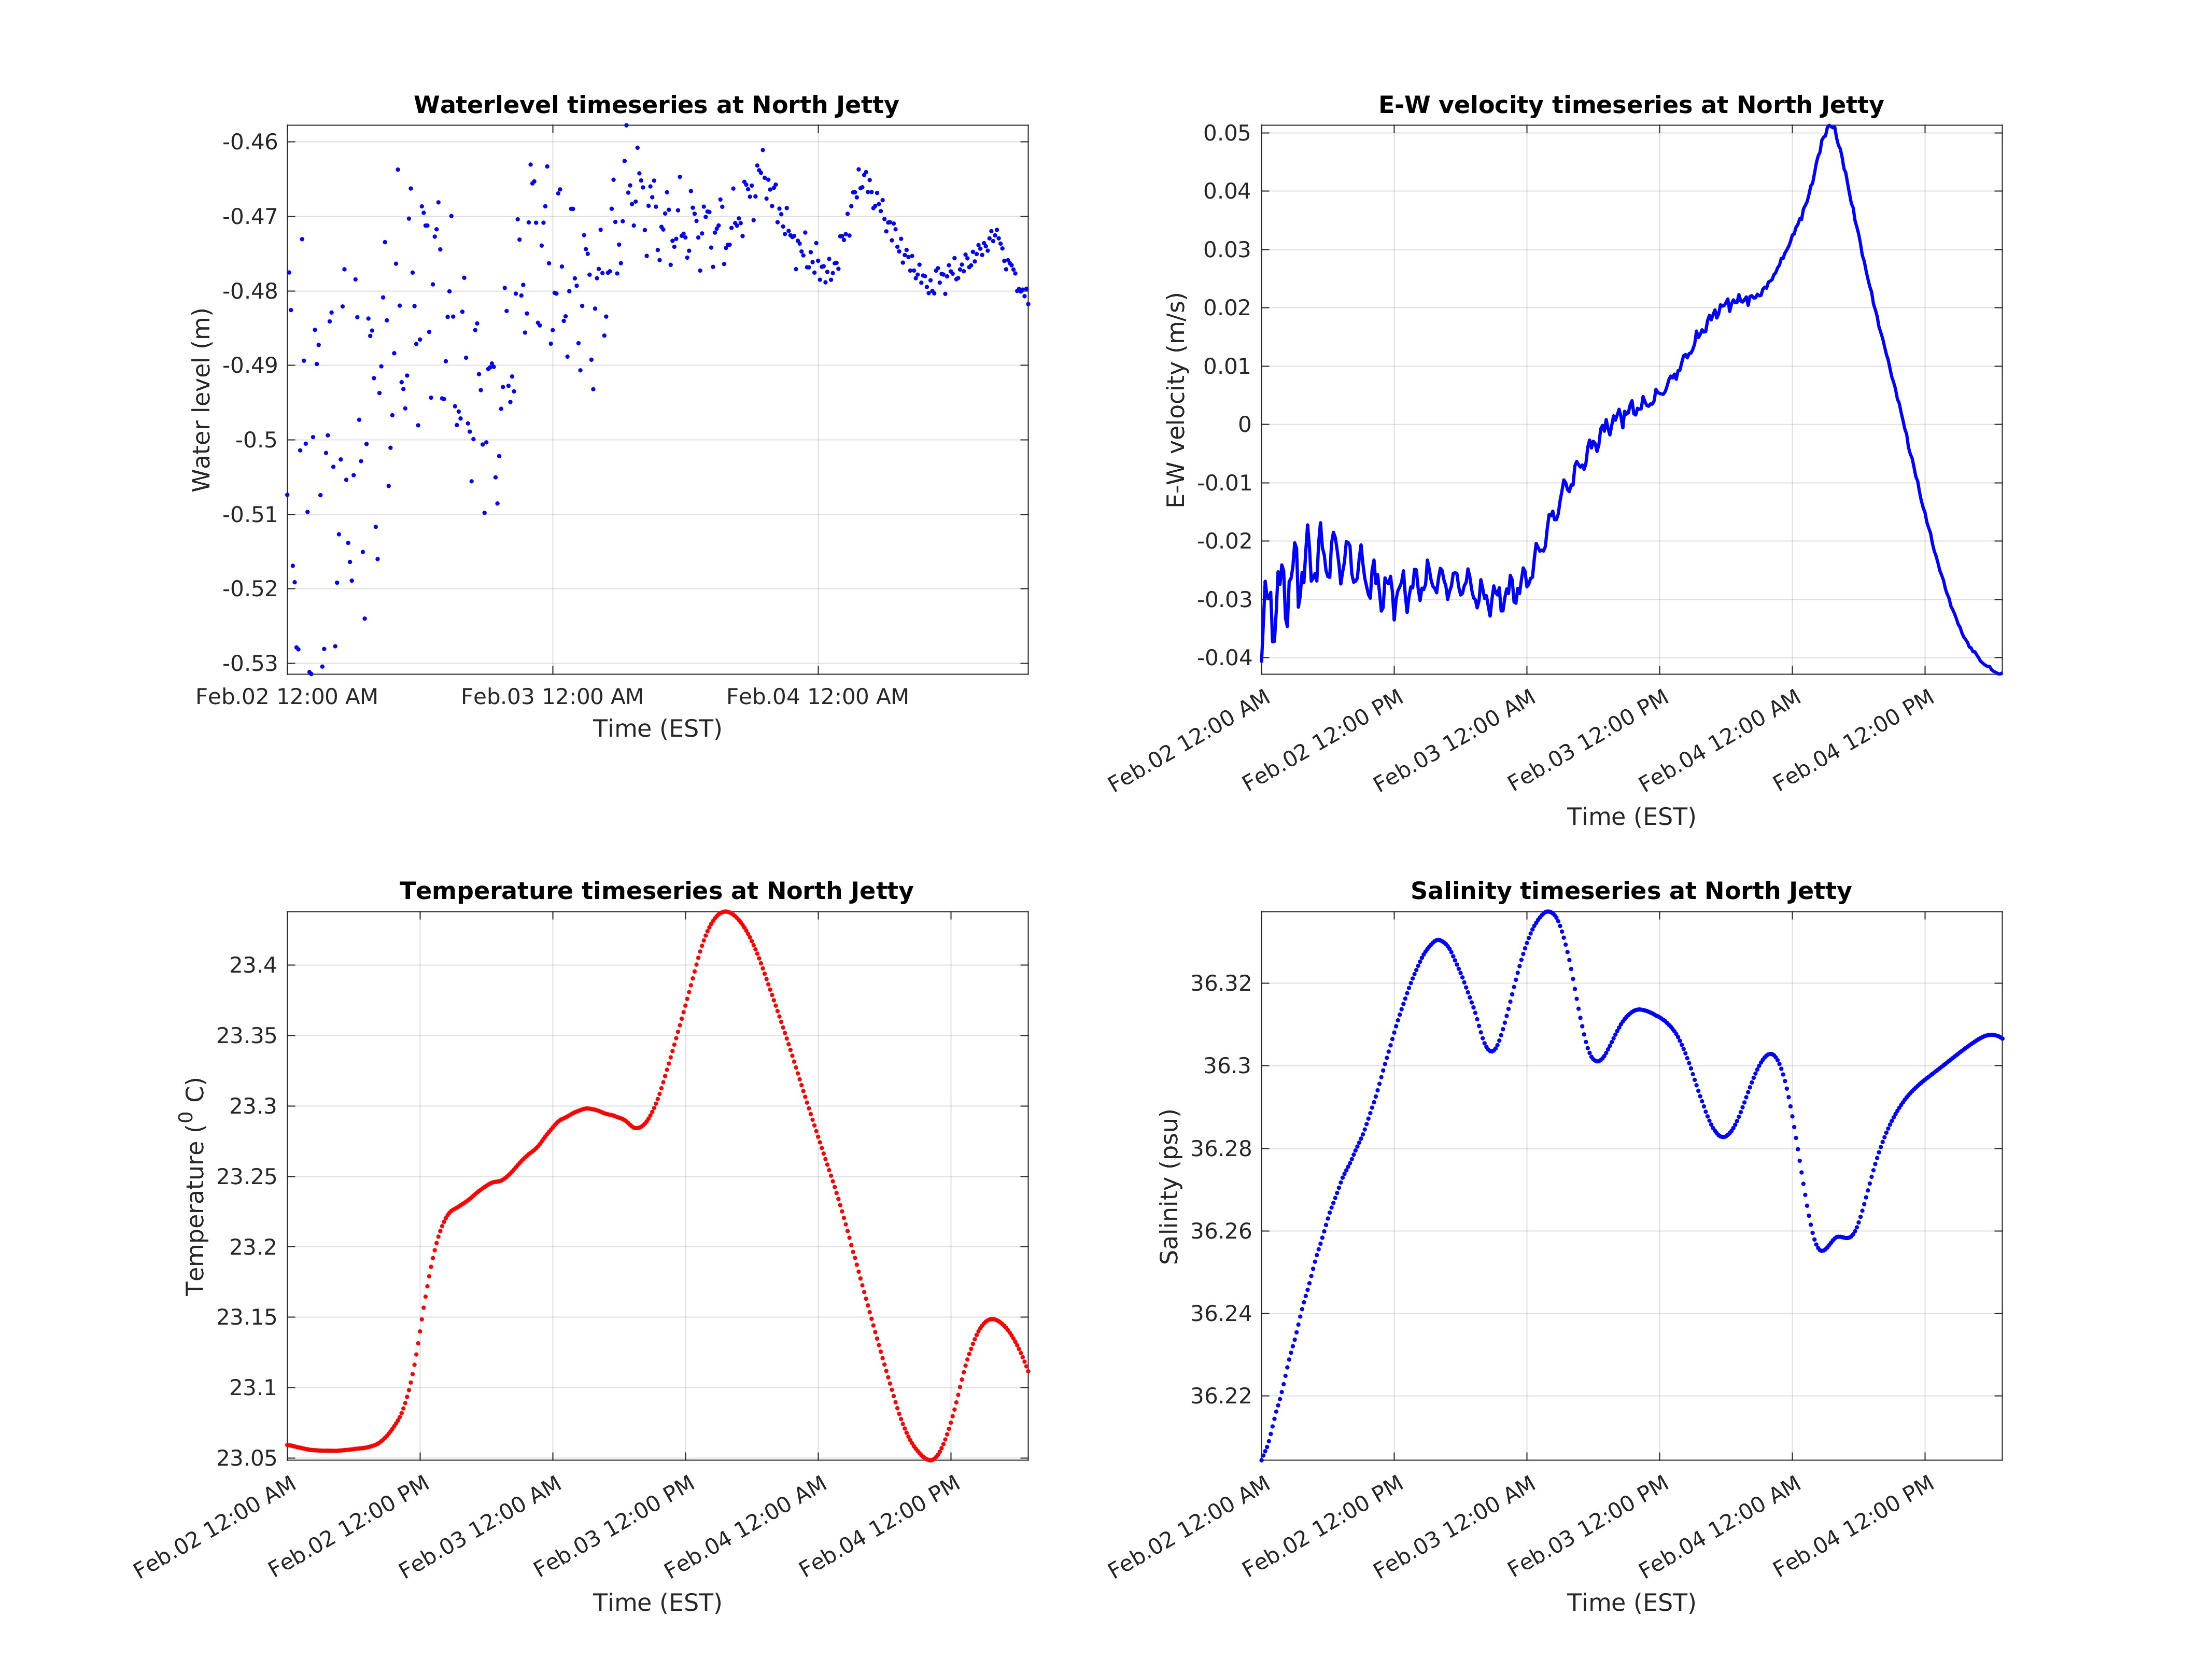 Waterlevel timeseries at North Jetty
-0.46
-0.47
-0.48
-0.49
-0.5
-0.51
-0.52
-0.53
Water level (m)
Feb.02 12:00 AM
Feb.03 12:00 AM
Feb.04 12:00 AM
Time (EST)
E-W velocity timeseries at North Jetty
0.05
0.04
0.03
0.02
0.01
0
-0.01
-0.02
-0.03
-0.04
E-W velocity (m/s)
Feb.02 12:00 AM
Feb.02 12:00 PM
Feb.03 12:00 AM
Feb.03 12:00 PM
Feb.04 12:00 AM
Feb.04 12:00 PM
Time (EST)
Temperature timeseries at North Jetty
23.4
23.35
23.3
23.25
23.2
23.15
23.1
23.05
Temperature (⁰ C)
Feb.02 12:00 AM
Feb.02 12:00 PM
Feb.03 12:00 AM
Feb.03 12:00 PM
Feb.04 12:00 AM
Feb.04 12:00 PM
Time (EST)
Salinity timeseries at North Jetty
36.32
36.3
36.28
36.26
36.24
36.22
Salinity (psu)
Feb.02 12:00 AM
Feb.02 12:00 PM
Feb.03 12:00 AM
Feb.03 12:00 PM
Feb.04 12:00 AM
Feb.04 12:00 PM
Time (EST)